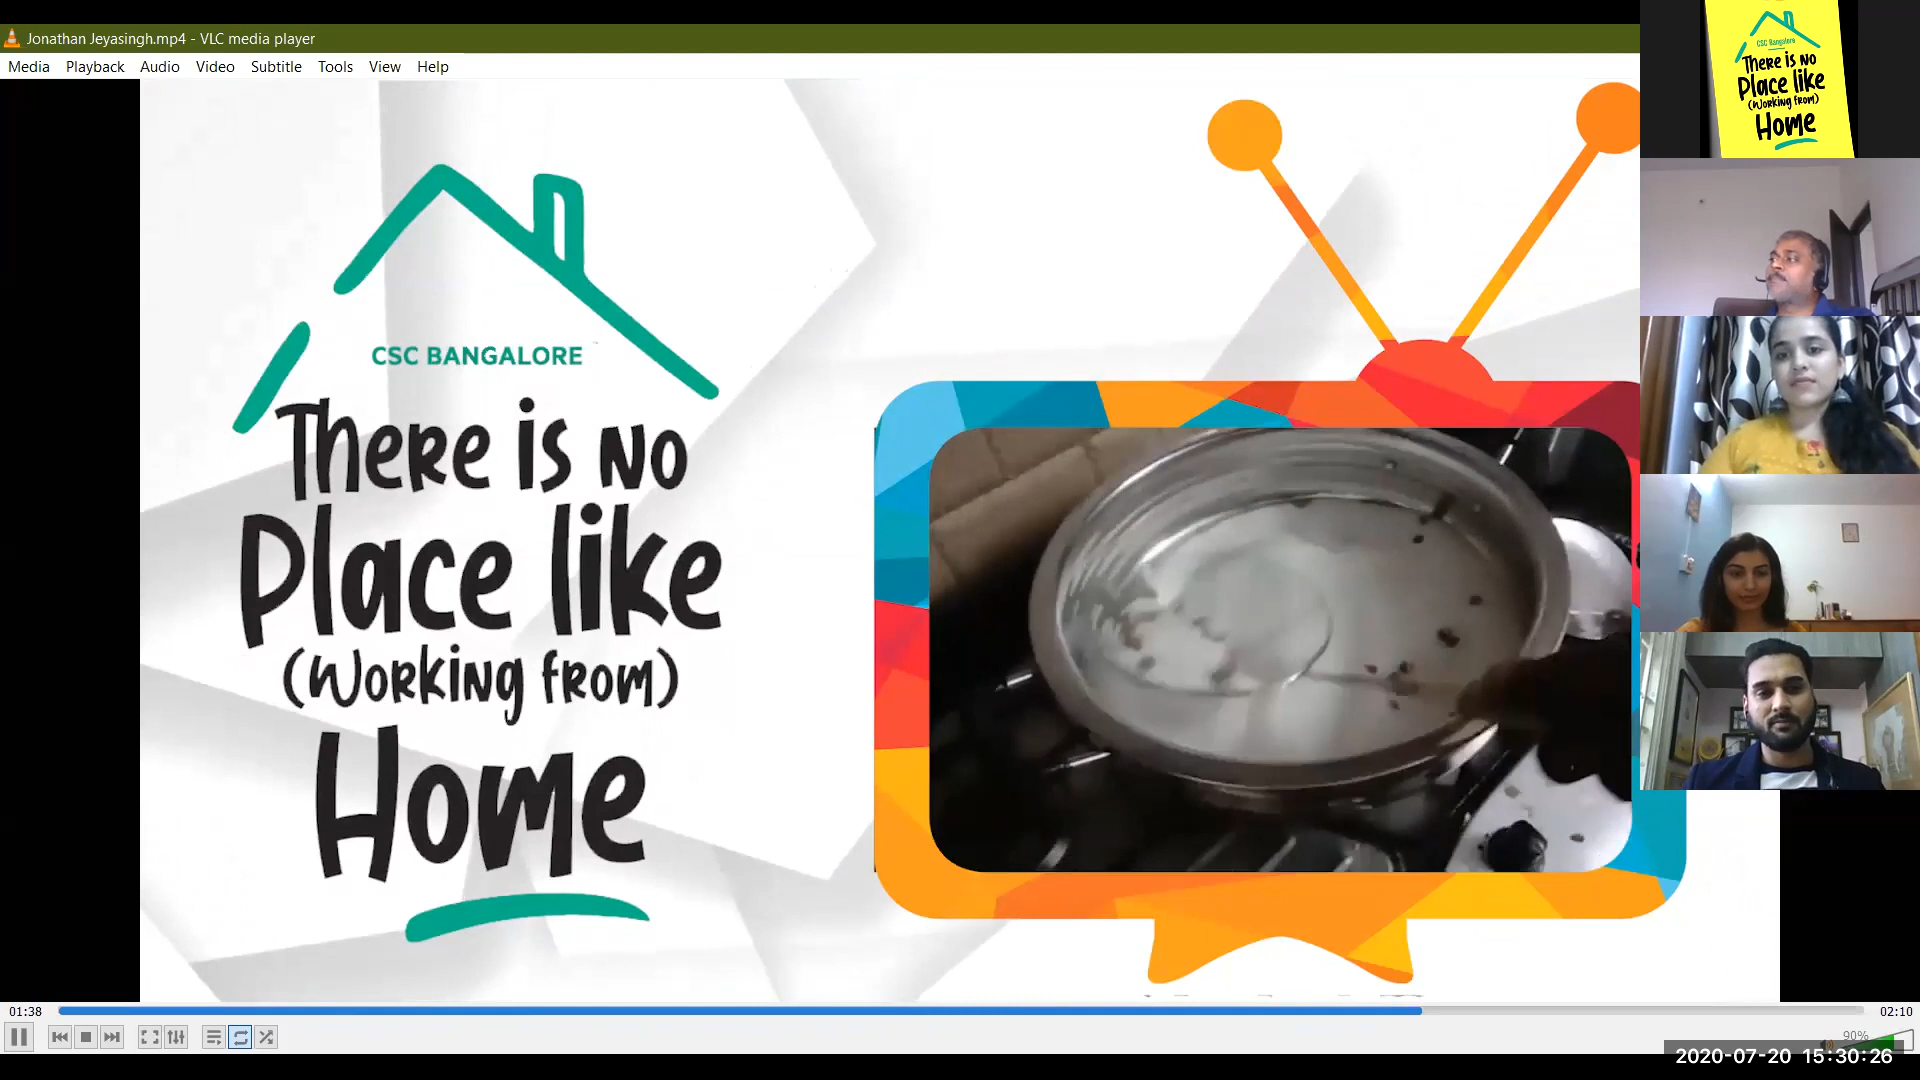 Jonathan Jeyasingh.mp4 - VLC media player
Media Playback Audio Video Subtitle Tools View Help
CSC BANGALORE
There is no
Place like
(Working from)
Home
CSC Bangalore
There is no
Place like
(Working from)
Home
01:38
02:10
90%
2020-07-20 15:30:26